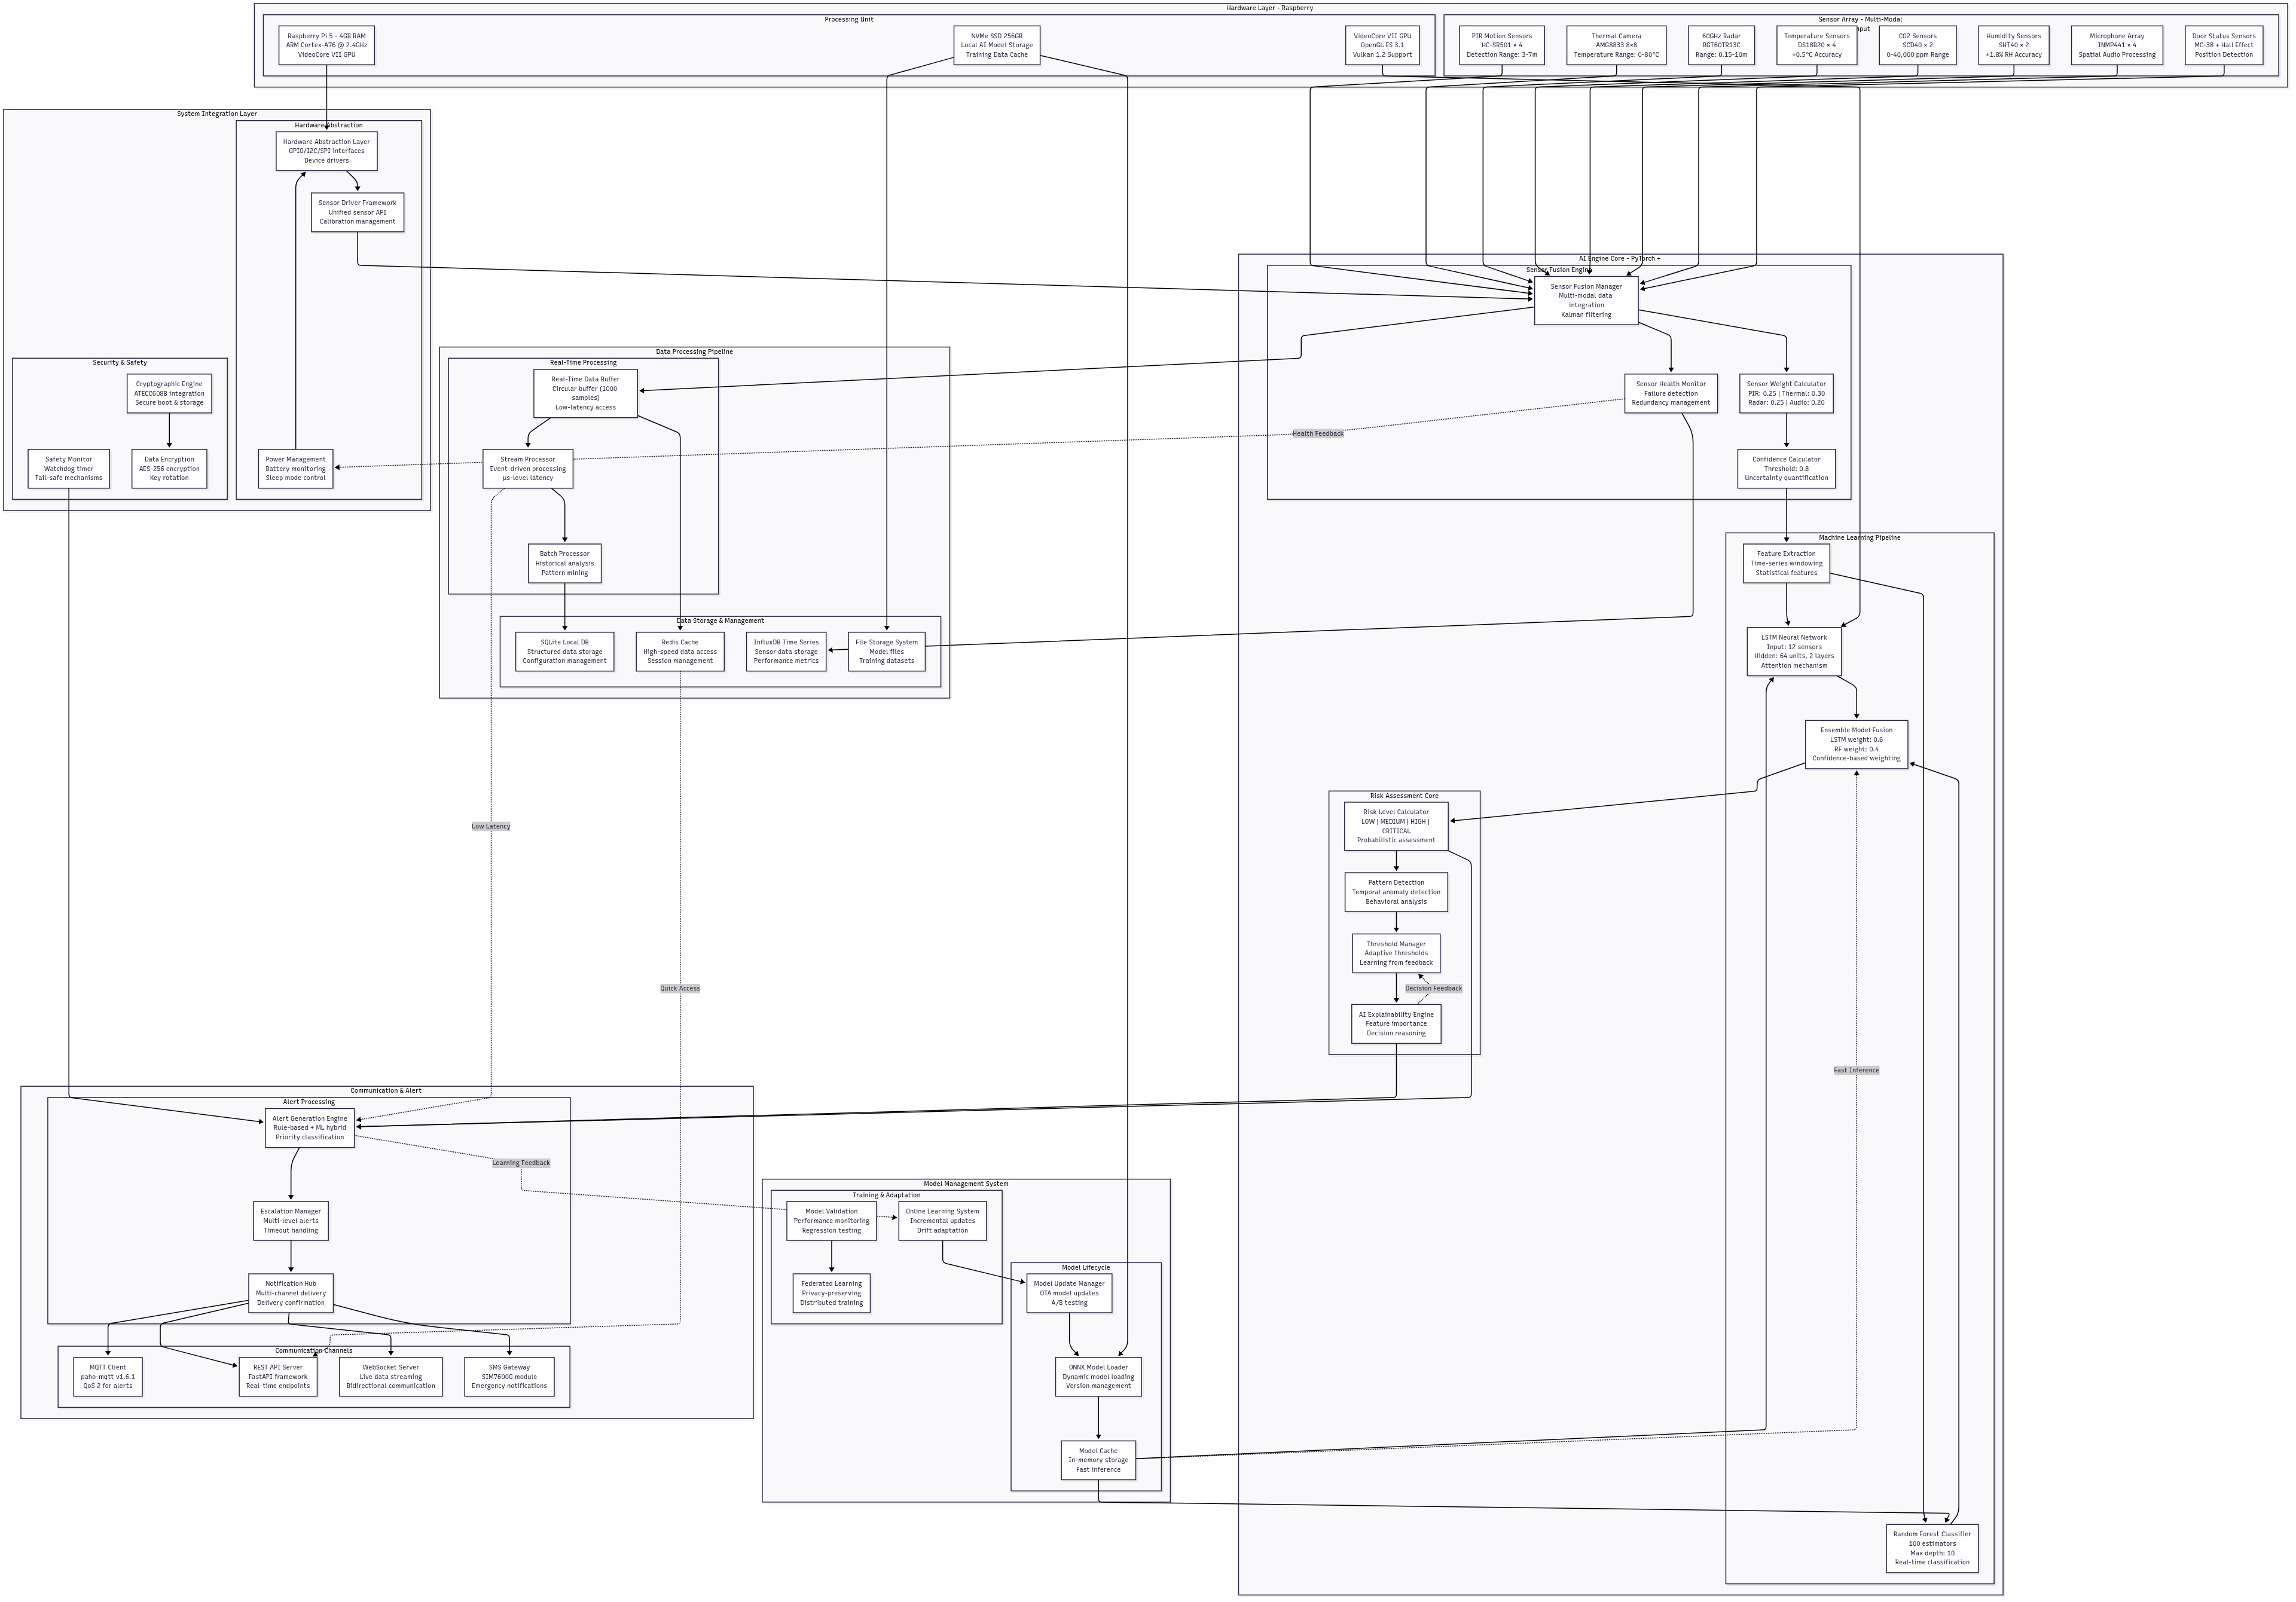 Hardware Layer - Raspberry
Processing Unit
Raspberry Pi 5 - 4GB RAM
ARM Cortex-A76 @ 2.4GHz
VideoCore VII GPU
NVMe SSD 256GB
Local AI Model Storage
Training Data Cache
VideoCore VII GPU
OpenGL ES 3.1
Vulkan 1.2 Support
Sensor Array - Multi-Modal
PIR Motion Sensors
HC-SR501 × 4
Detection Range: 3-7m
Thermal Camera
AMG8833 8×8
Temperature Range: 0-80°C
60GHz Radar
BGT60TR13C
Range: 0.15-10m
Temperature Sensors
DS18B20 × 4
±0.5°C Accuracy
CO2 Sensors
SCD40 × 2
0-40,000 ppm Range
Humidity Sensors
SHT40 × 2
±1.8% RH Accuracy
Microphone Array
INMP441 × 4
Spatial Audio Processing
Door Status Sensors
MC-38 + Hall Effect
Position Detection
System Integration Layer
Hardware Abstraction
Hardware Abstraction Layer
GPIO/I2C/SPI interfaces
Device drivers
Sensor Driver Framework
Unified sensor API
Calibration management
Power Management
Battery monitoring
Sleep mode control
Security & Safety
Cryptographic Engine
ATECC608B integration
Secure boot & storage
Safety Monitor
Watchdog timer
Fail-safe mechanisms
Data Encryption
AES-256 encryption
Key rotation
AI Engine Core - PyTorch +
Sensor Fusion Engine
Sensor Fusion Manager
Multi-modal data
integration
Kalman filtering
Sensor Health Monitor
Failure detection
Redundancy management
Sensor Weight Calculator
PIR: 0.25 | Thermal: 0.30
Radar: 0.25 | Audio: 0.20
Confidence Calculator
Threshold: 0.8
Uncertainty quantification
Health Feedback
Data Processing Pipeline
Real-Time Processing
Real-Time Data Buffer
Circular buffer (1000
samples)
Low-latency access
Stream Processor
Event-driven processing
μs-level latency
Batch Processor
Historical analysis
Pattern mining
Data Storage & Management
SQLite Local DB
Structured data storage
Configuration management
Redis Cache
High-speed data access
Session management
InfluxDB Time Series
Sensor data storage
Performance metrics
File Storage System
Model files
Training datasets
Machine Learning Pipeline
Feature Extraction
Time-series windowing
Statistical features
LSTM Neural Network
Input: 12 sensors
Hidden: 64 units, 2 layers
Attention mechanism
Ensemble Model Fusion
LSTM weight: 0.6
RF weight: 0.4
Confidence-based weighting
Fast Inference
Random Forest Classifier
100 estimators
Max depth: 10
Real-time classification
Risk Assessment Core
Risk Level Calculator
LOW | MEDIUM | HIGH |
CRITICAL
Probabilistic assessment
Pattern Detection
Temporal anomaly detection
Behavioral analysis
Threshold Manager
Adaptive thresholds
Learning from feedback
Decision Feedback
AI Explainability Engine
Feature importance
Decision reasoning
Low Latency
Quick Access
Communication & Alert
Alert Processing
Alert Generation Engine
Rule-based + ML hybrid
Priority classification
Learning Feedback
Escalation Manager
Multi-level alerts
Timeout handling
Notification Hub
Multi-channel delivery
Delivery confirmation
Communication Channels
MQTT Client
paho-mqtt v1.6.1
QoS 2 for alerts
REST API Server
FastAPI framework
Real-time endpoints
WebSocket Server
Live data streaming
Bidirectional communication
SMS Gateway
SIM7600G module
Emergency notifications
Model Management System
Training & Adaptation
Model Validation
Performance monitoring
Regression testing
Online Learning System
Incremental updates
Drift adaptation
Federated Learning
Privacy-preserving
Distributed training
Model Lifecycle
Model Update Manager
OTA model updates
A/B testing
ONNX Model Loader
Dynamic model loading
Version management
Model Cache
In-memory storage
Fast inference